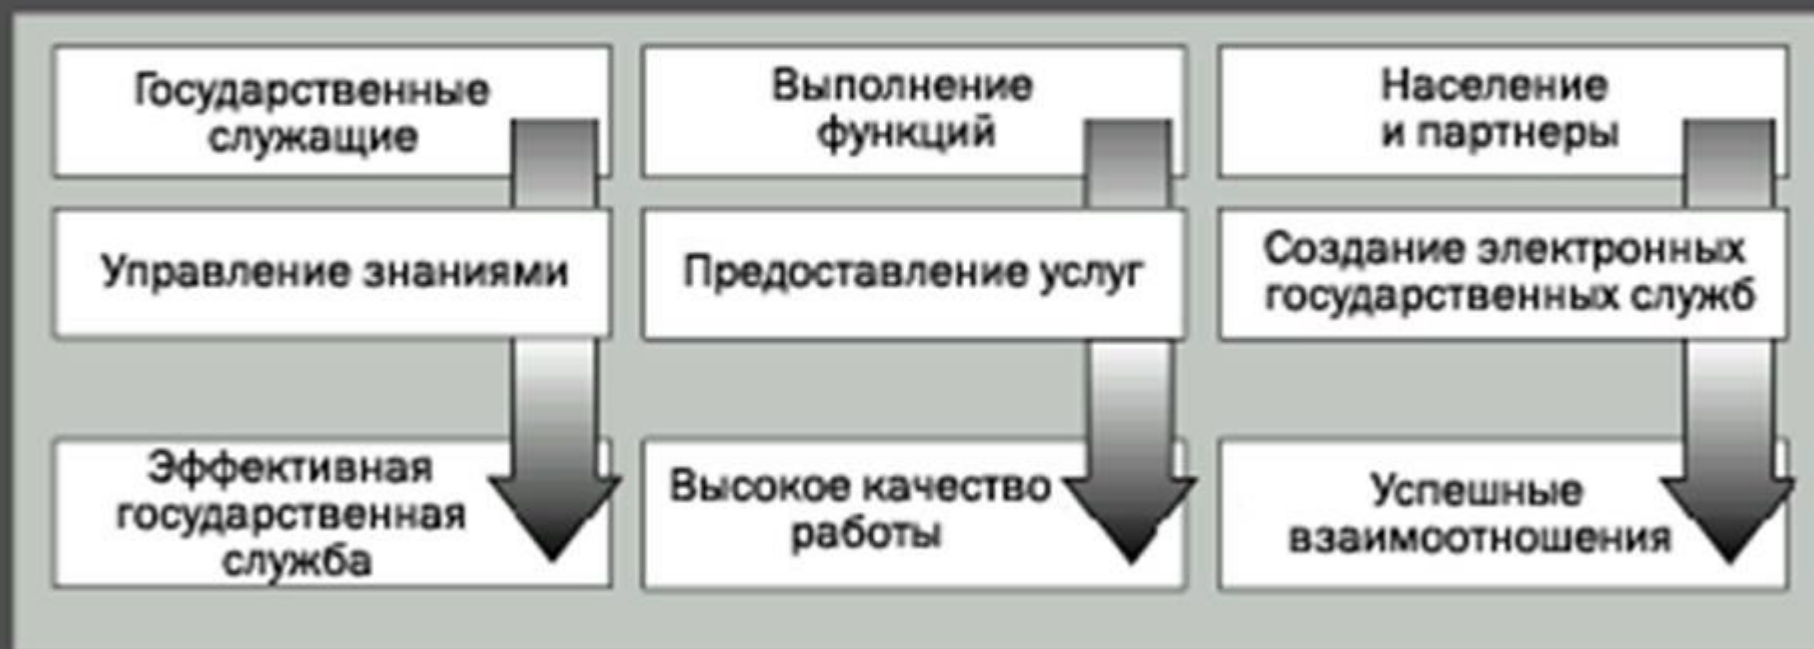 Государственные
служащие
Выполнение
функций
Население
и партнеры
Управление знаниями
Предоставление услуг
Создание электронных
государственных служб
Эффективная
государственная
служба
Высокое качество
работы
Успешные
взаимоотношения